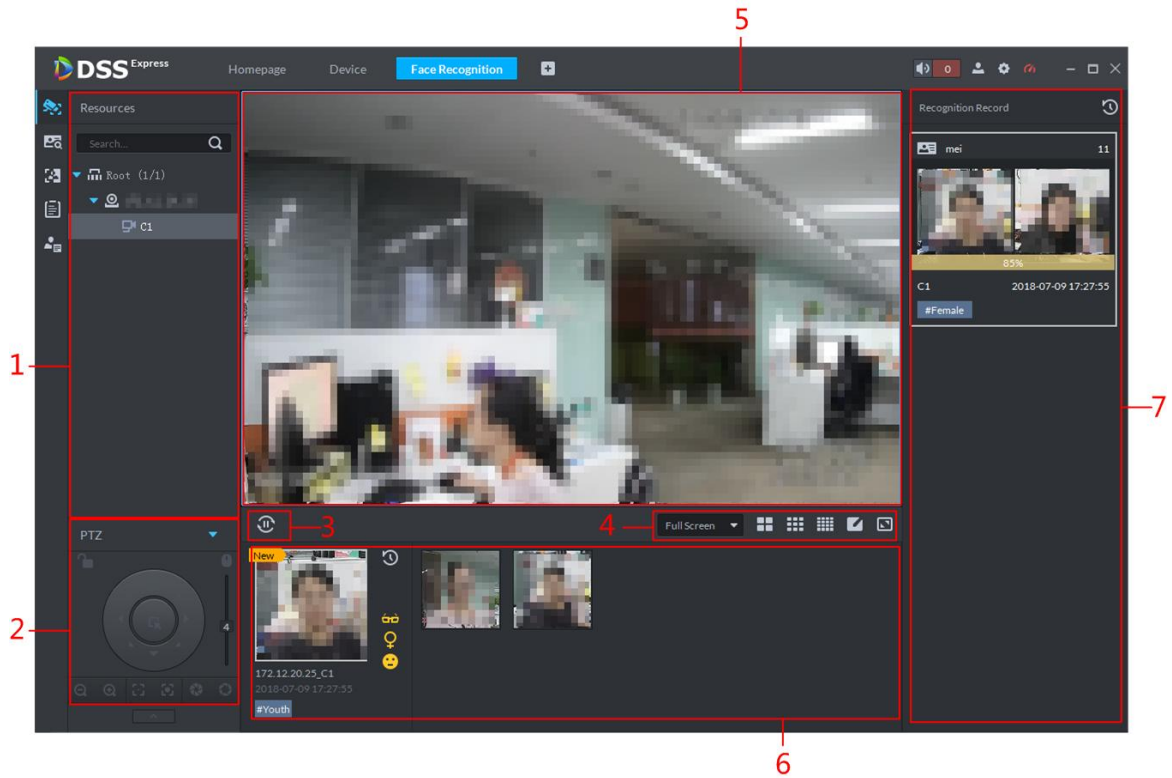 5
DSS Express
Homepage
Device
Face Recognition
0
Resources
Search...
Root (1/1)
C1
1
Recognition Record
mei
11
85%
C1
2018-07-09 17:27:55
#Female
7
3
4
Full Screen
PTZ
4
2
New
172.12.20.25_C1
2018-07-09 17:27:55
#Youth
6